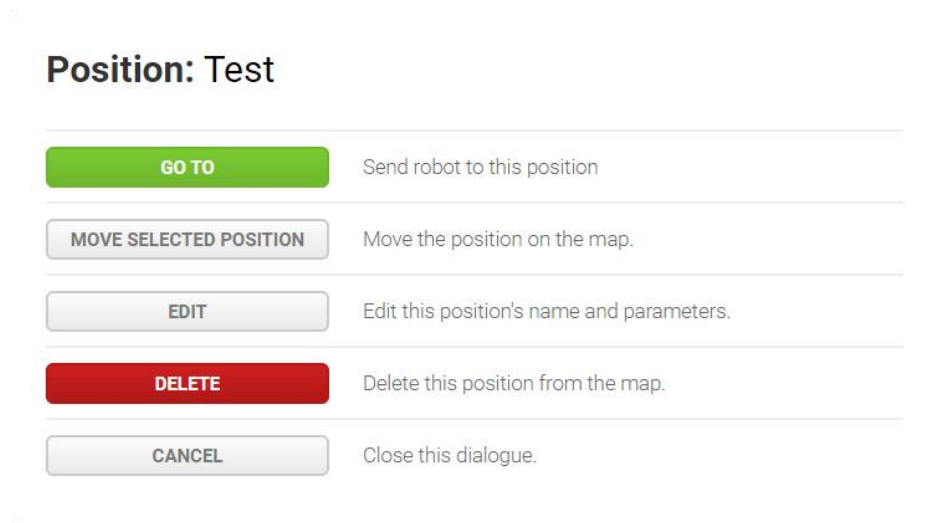 Position: Test
GO TO Send robot to this position
MOVE SELECTED POSITION Move the position on the map.
EDIT Edit this position's name and parameters.
DELETE Delete this position from the map.
CANCEL Close this dialogue.